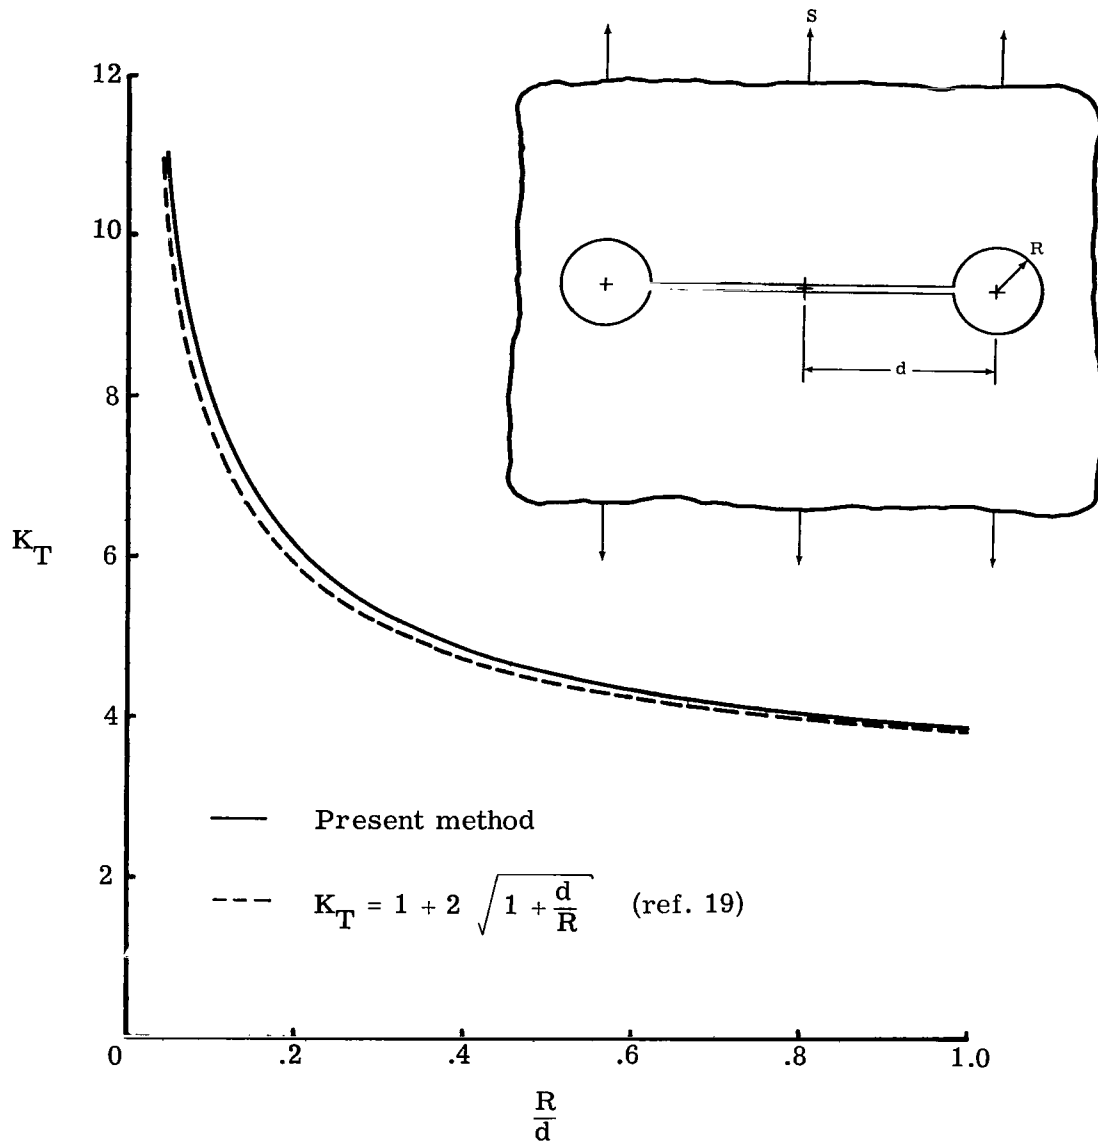 S
12
10
R
8
d
K_T
6
4
Present method
2
K_T = 1 + 2 √(1 + d/R) (ref. 19)
0 .2 .4 .6 .8 1.0
R/d